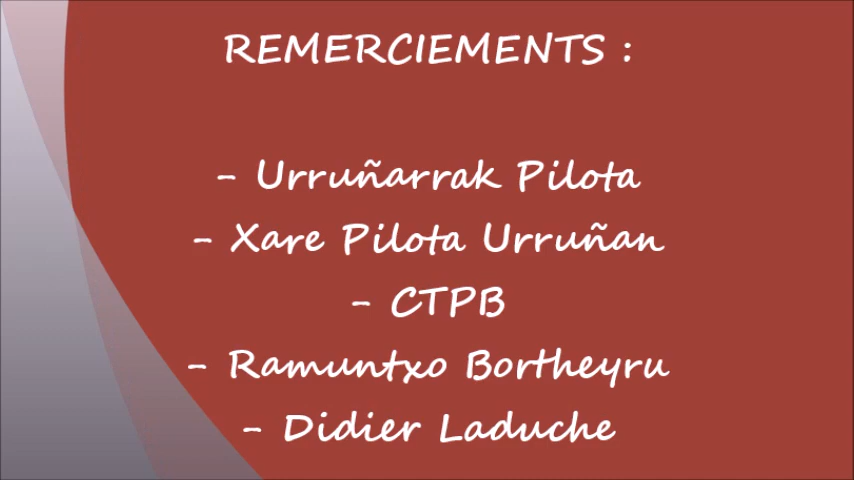 REMERCIEMENTS :
- Urruñarrak Pilota
- Xare Pilota Urruñan
- CTPB
- Ramuntxo Bortheyru
- Didier Laduche